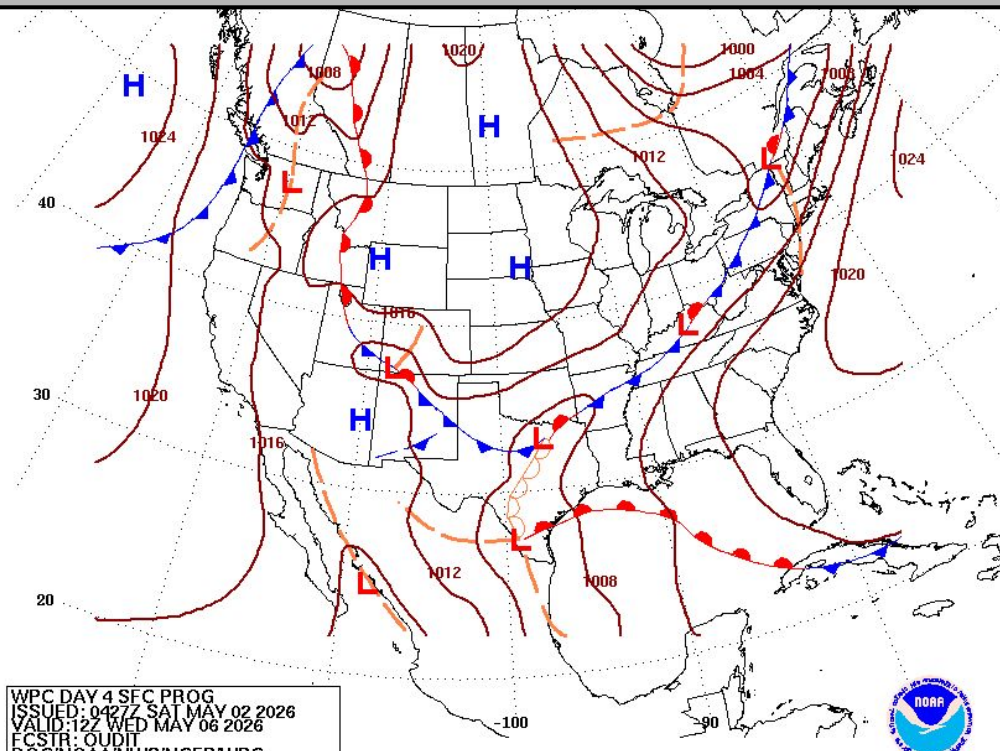 H
1020
1000
1008
1004
1008
1024
1012
H
1012
L
1024
40
L
H
H
1020
1016
L
L
30
1020
H
1016
L
L
1012
L
1008
20
-100
-90
WPC DAY 4 SFC PROG
ISSUED: 0427Z SAT MAY 02 2026
VALID:12Z WED MAY 06 2026
FCSTR: OUDIT
NOAA